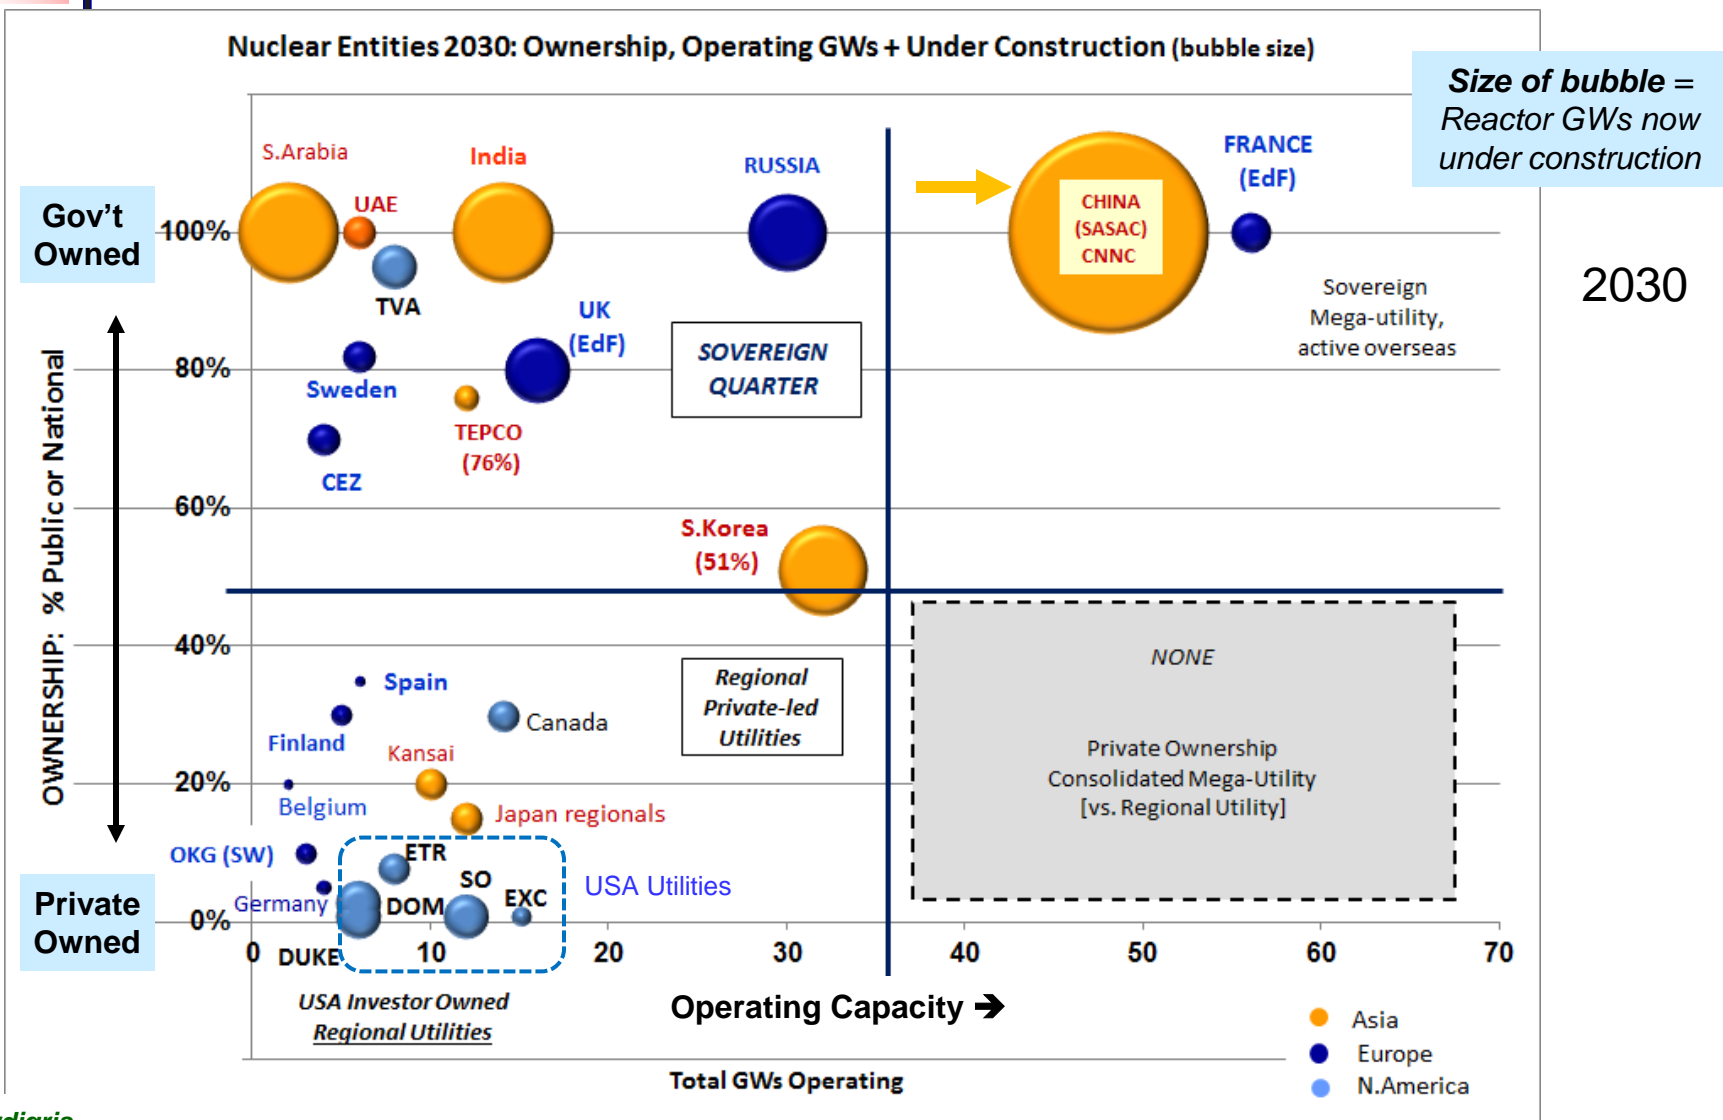 Nuclear Entities 2030: Ownership, Operating GWs + Under Construction (bubble size)
Size of bubble =
Reactor GWs now
under construction
2030
Gov't
Owned
Private
Owned
OWNERSHIP:  % Public or National
100%
80%
60%
40%
20%
0%
S.Arabia
UAE
TVA
India
RUSSIA
CHINA
(SASAC)
CNNC
FRANCE
(EdF)
Sovereign
Mega-utility,
active overseas
UK
(EdF)
Sweden
TEPCO
(76%)
CEZ
SOVEREIGN
QUARTER
S.Korea
(51%)
Spain
Finland
Canada
Kansai
Belgium
Japan regionals
Regional
Private-led
Utilities
NONE
Private Ownership
Consolidated Mega-Utility
[vs. Regional Utility]
OKG (SW)
ETR
Germany
DOM
SO
EXC
DUKE
USA Utilities
0
10
20
30
40
50
60
70
USA Investor Owned
Regional Utilities
Operating Capacity ➔
Total GWs Operating
Asia
Europe
N.America